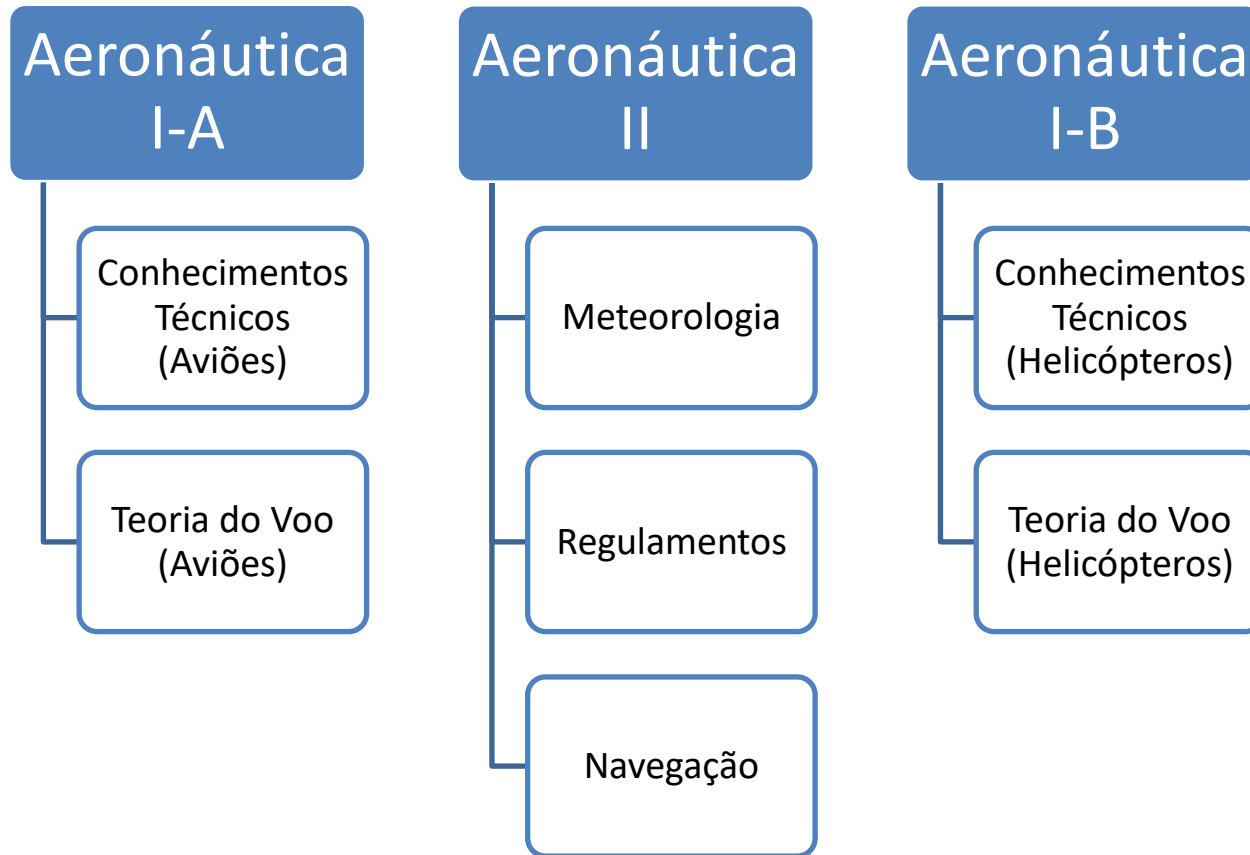 Aeronáutica
I-A
Conhecimentos
Técnicos
(Aviões)
Teoria do Voo
(Aviões)
Aeronáutica
II
Meteorologia
Regulamentos
Navegação
Aeronáutica
I-B
Conhecimentos
Técnicos
(Helicópteros)
Teoria do Voo
(Helicópteros)